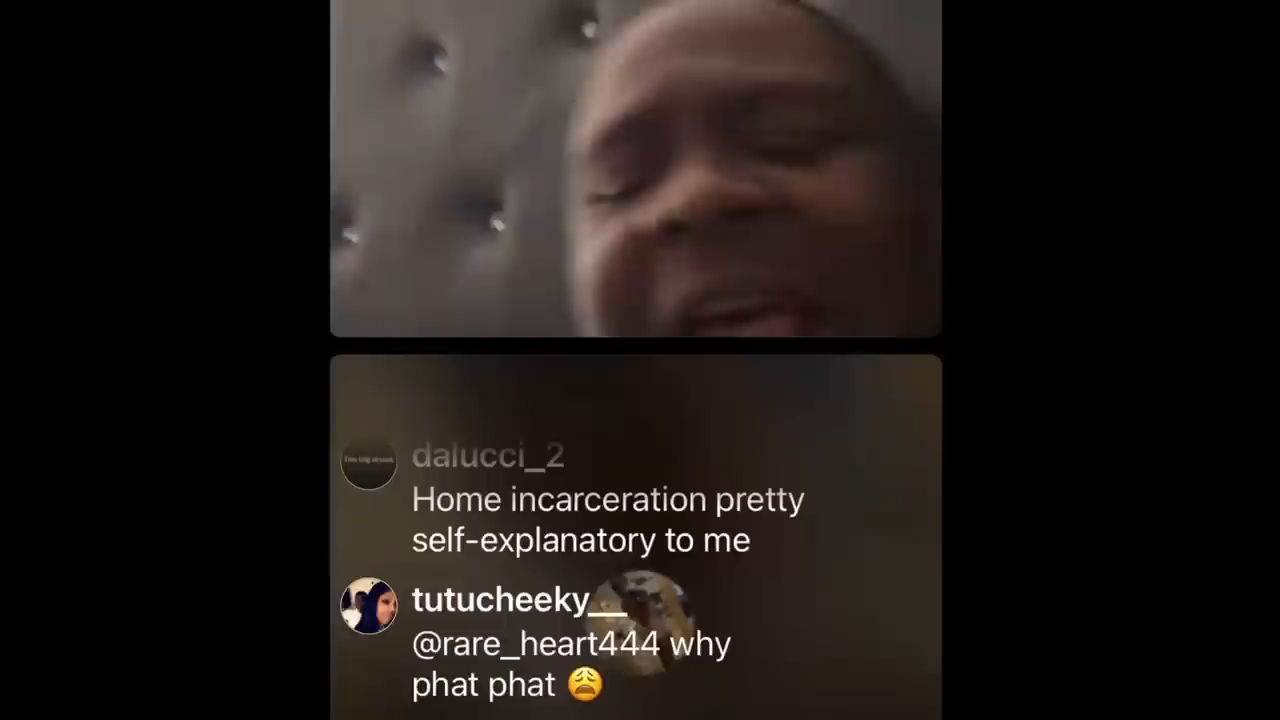 dalucci_2
Home incarceration pretty
self-explanatory to me
tutucheeky__
@rare_heart444 why
phat phat 😩